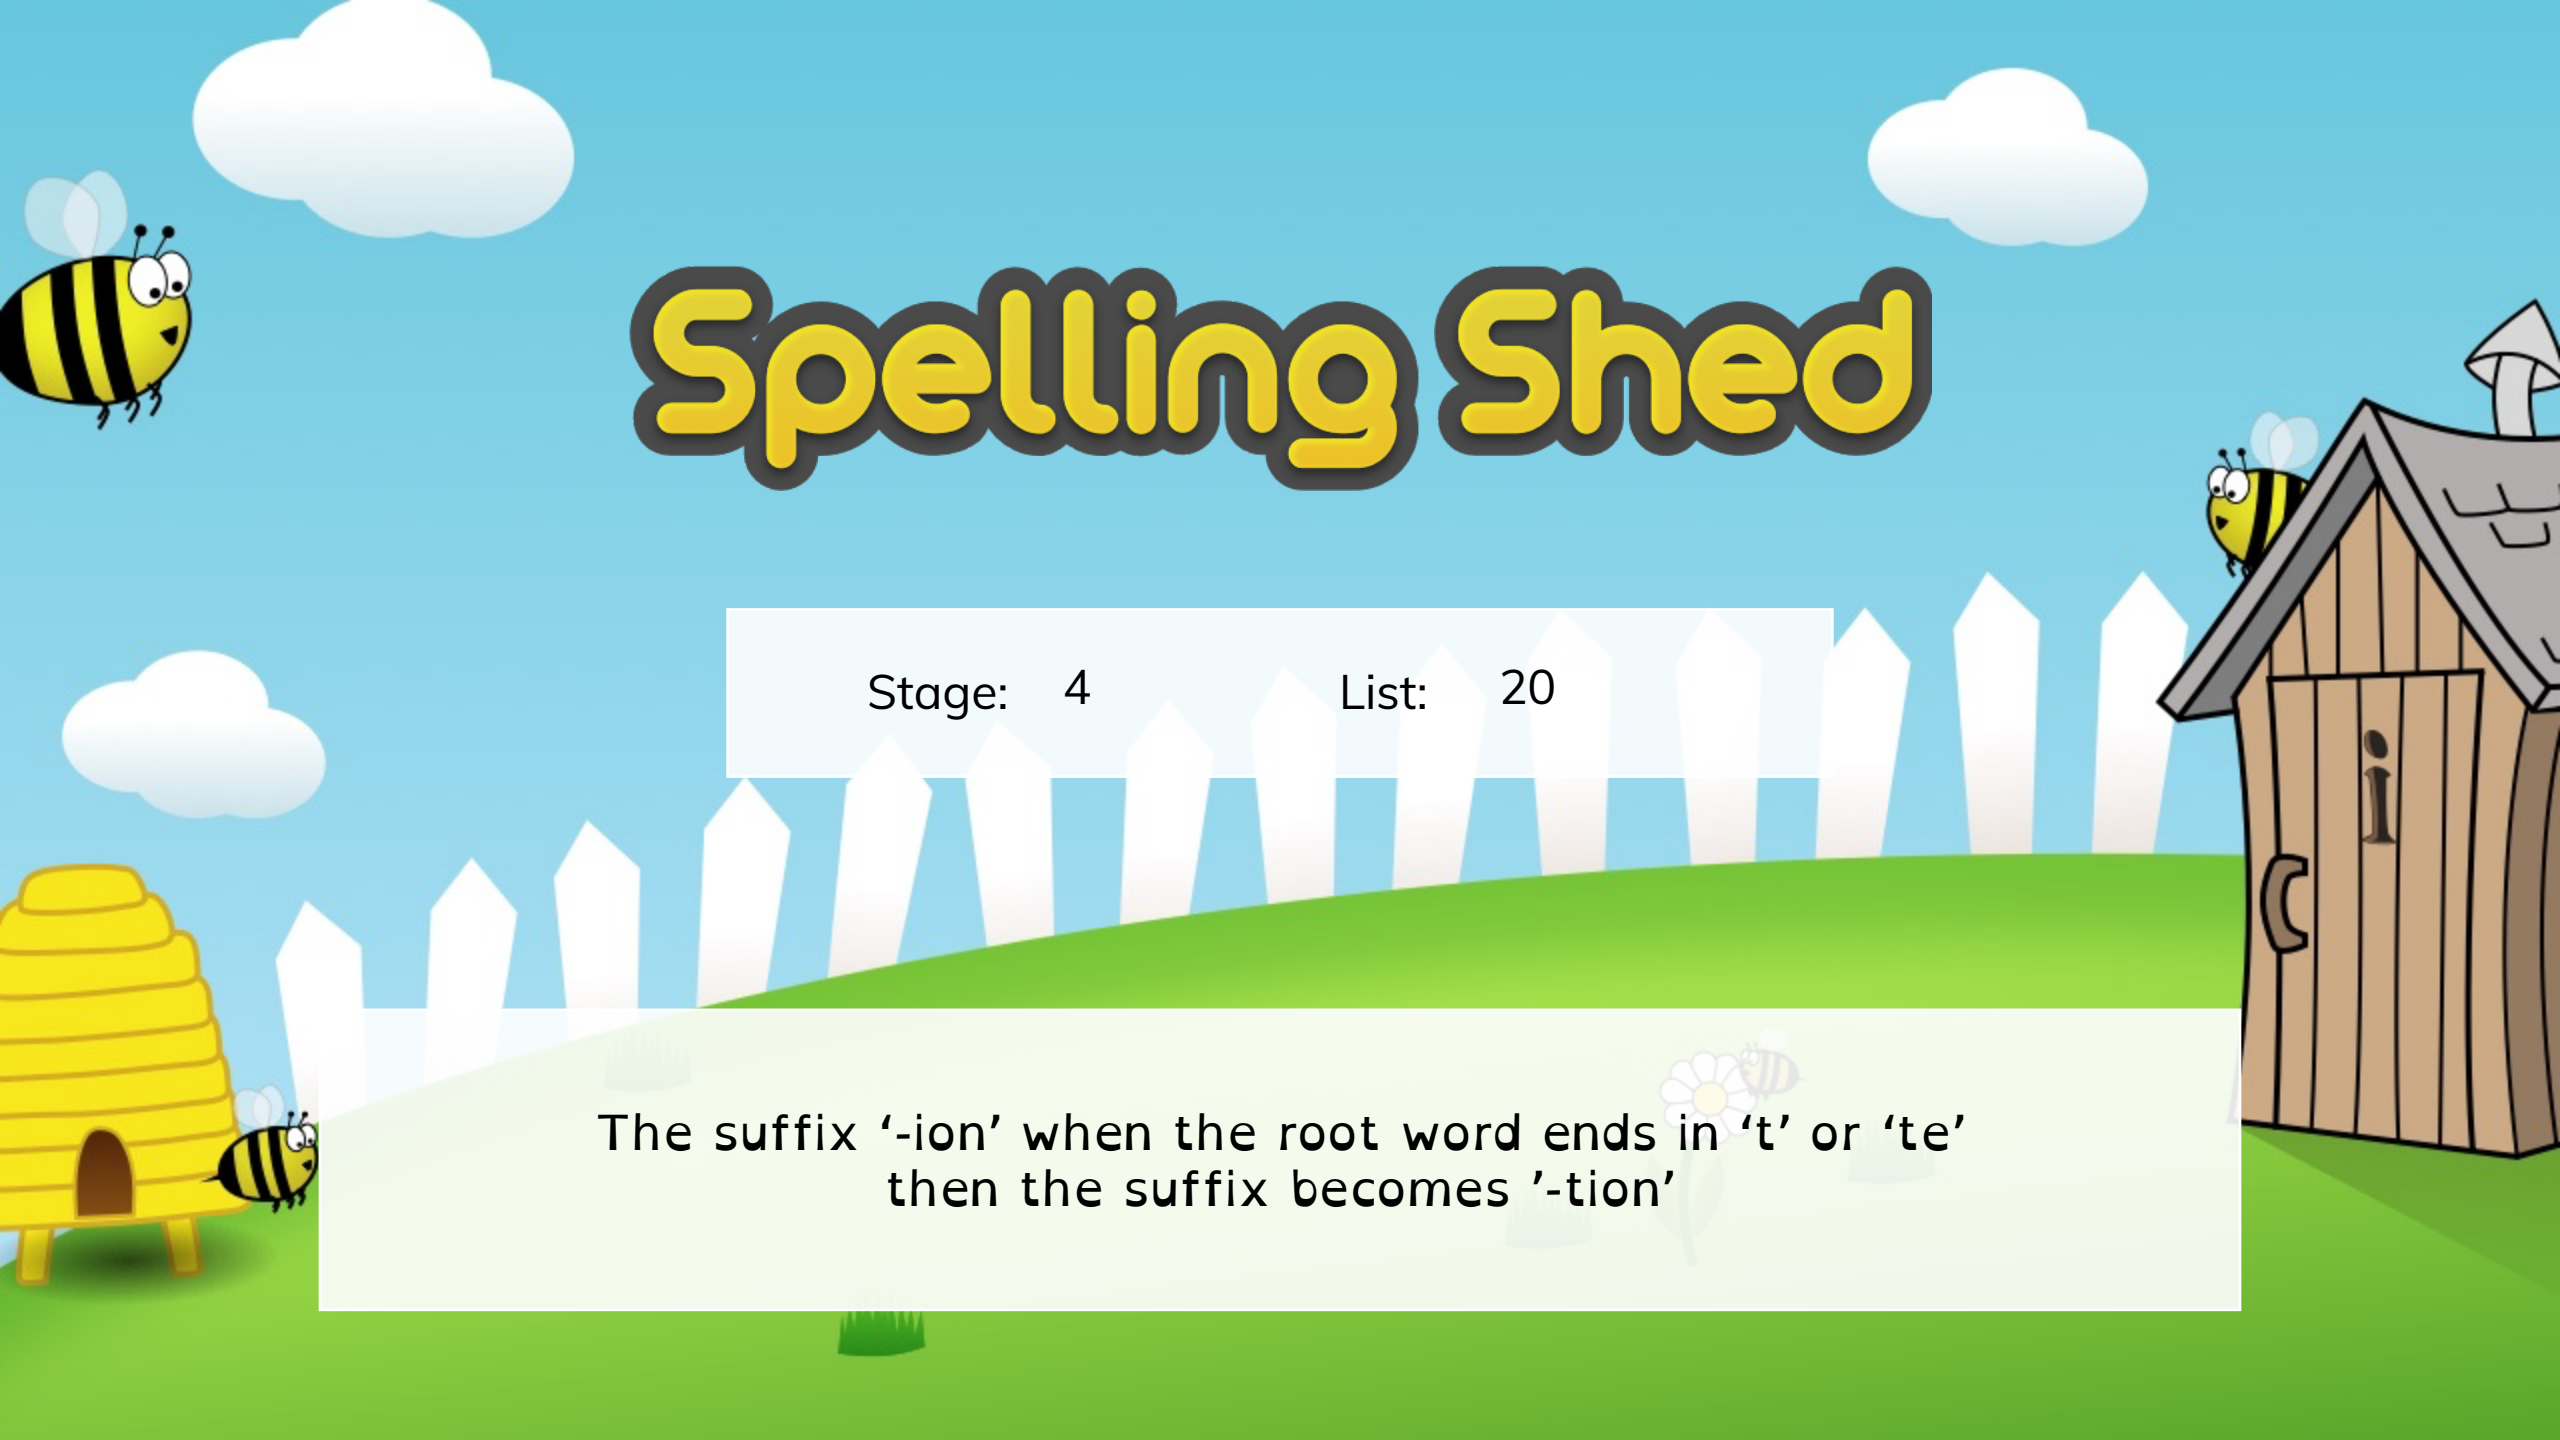 Spelling Shed
Stage: 4 List: 20
i
The suffix ‘-ion’ when the root word ends in ‘t’ or ‘te’
then the suffix becomes ’-tion’